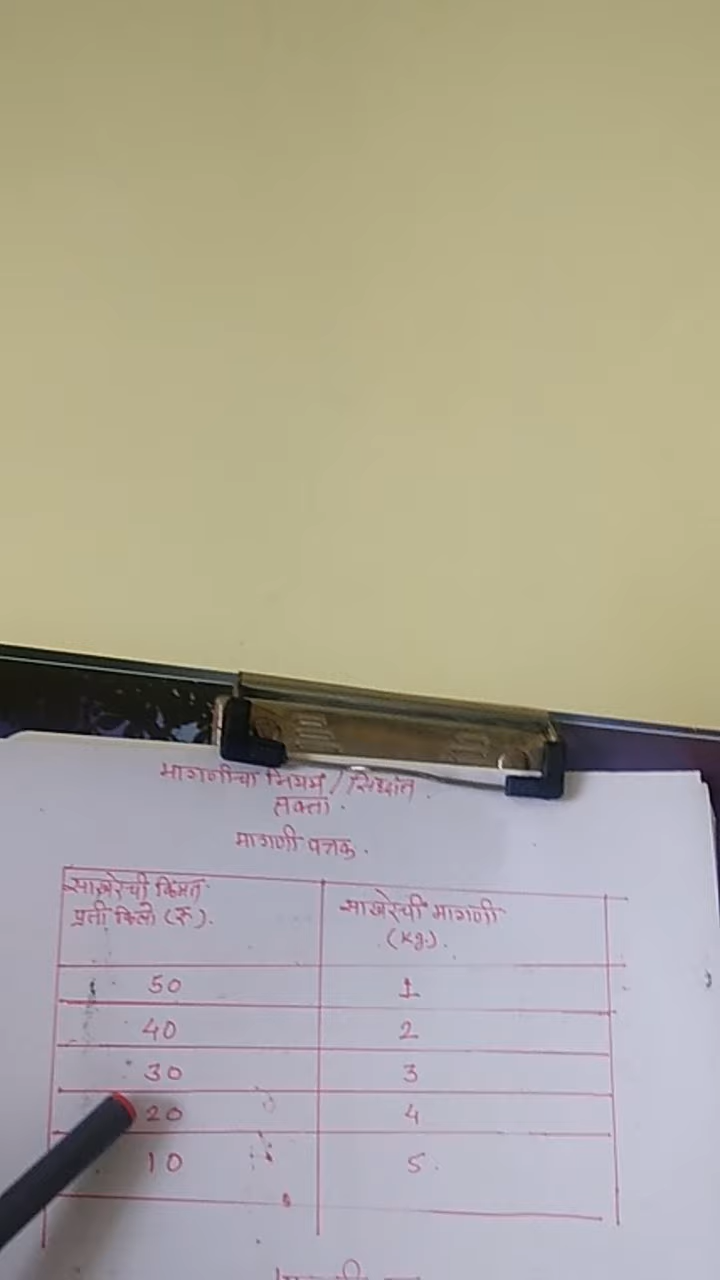 मागणीचा नियम / सिद्धांत
तक्ता.
मागणी पत्रक.
साखरेची किंमत
प्रती किलो (रु).
साखरेची मागणी
(kg.).
50 1
40 2
30 3
20 4
10 5.